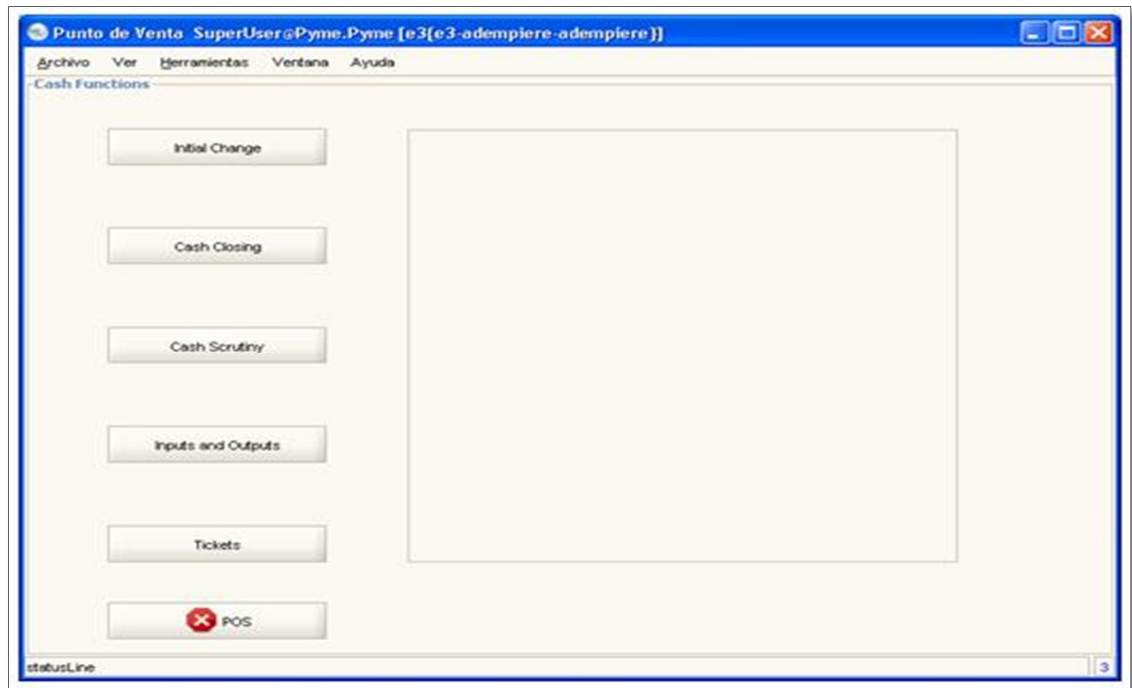 Punto de Venta SuperUser@Pyme.Pyme [e3{e3-adempiere-adempiere}]
Archivo Ver Herramientas Ventana Ayuda
Cash Functions
Initial Change
Cash Closing
Cash Scrutiny
Inputs and Outputs
Tickets
POS
statusLine 3